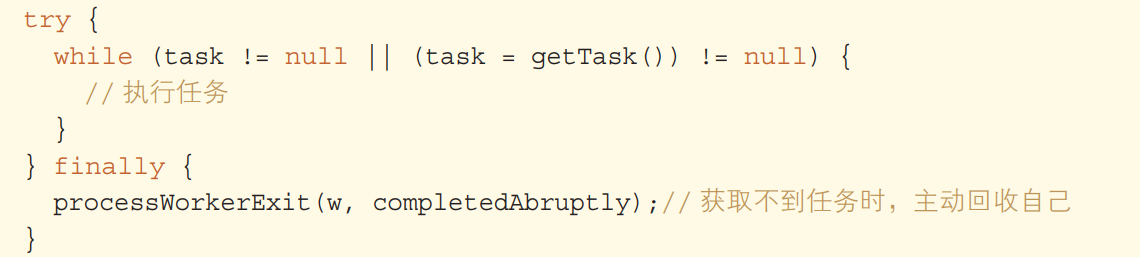 try {
  while (task != null || (task = getTask()) != null) {
    // 执行任务
  }
} finally {
  processWorkerExit(w, completedAbruptly);// 获取不到任务时，主动回收自己
}